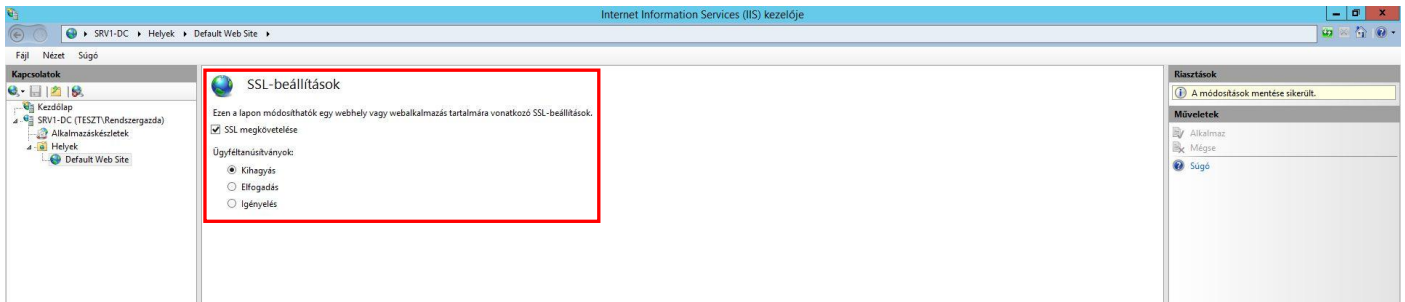 Internet Information Services (IIS) kezelője
SRV1-DC
Helyek
Default Web Site
Fájl Nézet Súgó
Kapcsolatok
Kezdőlap
SRV1-DC (TESZT\Rendszergazda)
Alkalmazáskészletek
Helyek
Default Web Site
SSL-beállítások
Ezen a lapon módosíthatók egy webhely vagy webalkalmazás tartalmára vonatkozó SSL-beállítások.
SSL megkövetelése
Ügyféltanúsítványok:
Kihagyás
Elfogadás
Igénylés
Riasztások
A módosítások mentése sikerült.
Műveletek
Alkalmaz
Mégse
Súgó